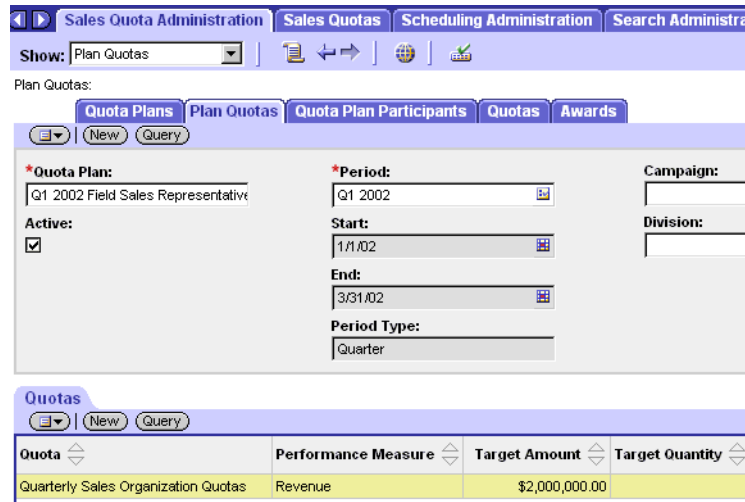 Sales Quota Administration Sales Quotas Scheduling Administration Search Administra
Show: Plan Quotas
Plan Quotas:
Quota Plans Plan Quotas Quota Plan Participants Quotas Awards
New Query
*Quota Plan: *Period: Campaign:
Q1 2002 Field Sales Representative Q1 2002
Active: Start: Division:
1/1/02
End:
3/31/02
Period Type:
Quarter
Quotas
New Query
Quota Performance Measure Target Amount Target Quantity
Quarterly Sales Organization Quotas Revenue $2,000,000.00